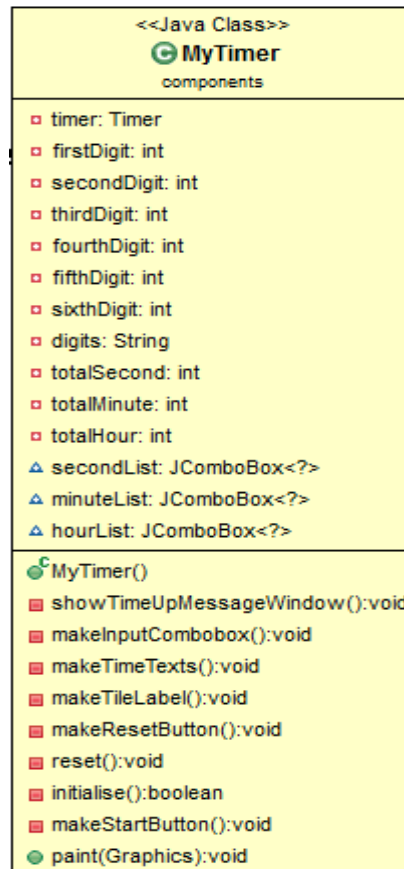 <<Java Class>>
C MyTimer
components
timer: Timer
firstDigit: int
secondDigit: int
thirdDigit: int
fourthDigit: int
fifthDigit: int
sixthDigit: int
digits: String
totalSecond: int
totalMinute: int
totalHour: int
secondList: JComboBox<?>
minuteList: JComboBox<?>
hourList: JComboBox<?>
C MyTimer()
showTimeUpMessageWindow():void
makeInputCombobox():void
makeTimeTexts():void
makeTileLabel():void
makeResetButton():void
reset():void
initialise():boolean
makeStartButton():void
paint(Graphics):void